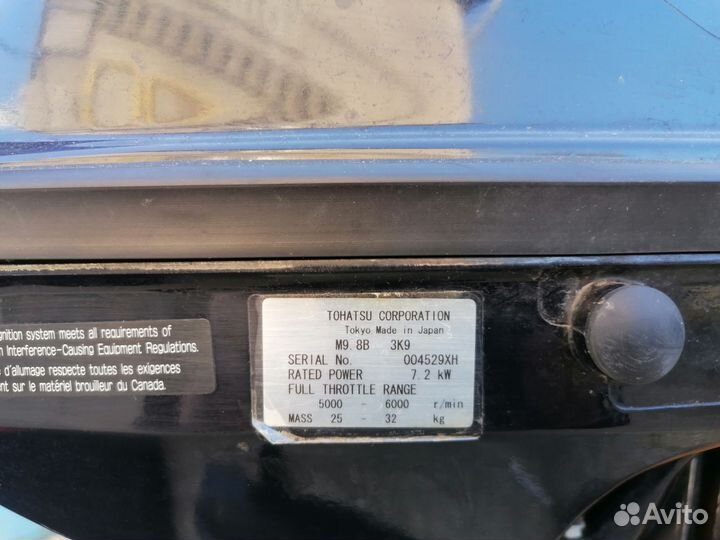 gnition system meets all requirements of
n Interference-Causing Equipment Regulations.
e d'allumage respecte toutes les exigences
ent sur le matériel brouilleur du Canada.
TOHATSU CORPORATION
Tokyo Made in Japan
M9.8B 3K9
SERIAL No. 004529XH
RATED POWER 7.2 kW
FULL THROTTLE RANGE
5000 - 6000 r/min
MASS 25 - 32 kg
Avito